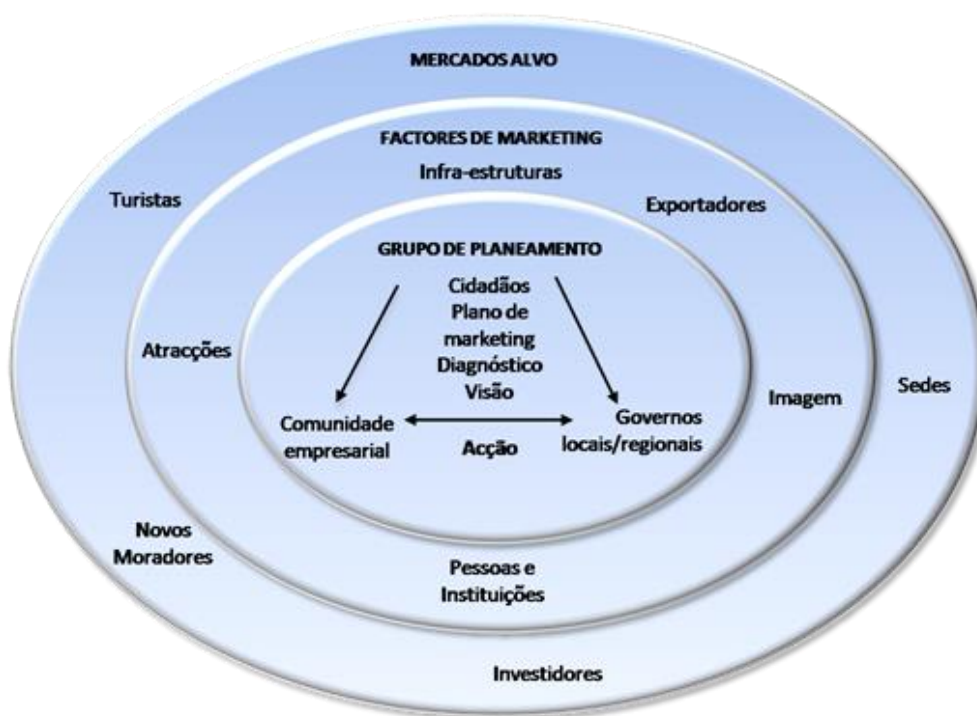 MERCADOS ALVO
FACTORES DE MARKETING
Infra-estruturas
Turistas
Exportadores
GRUPO DE PLANEAMENTO
Cidadãos
Plano de
marketing
Diagnóstico
Visão
Atracções
Imagem
Sedes
Comunidade
empresarial
Acção
Governos
locais/regionais
Novos
Moradores
Pessoas e
Instituições
Investidores